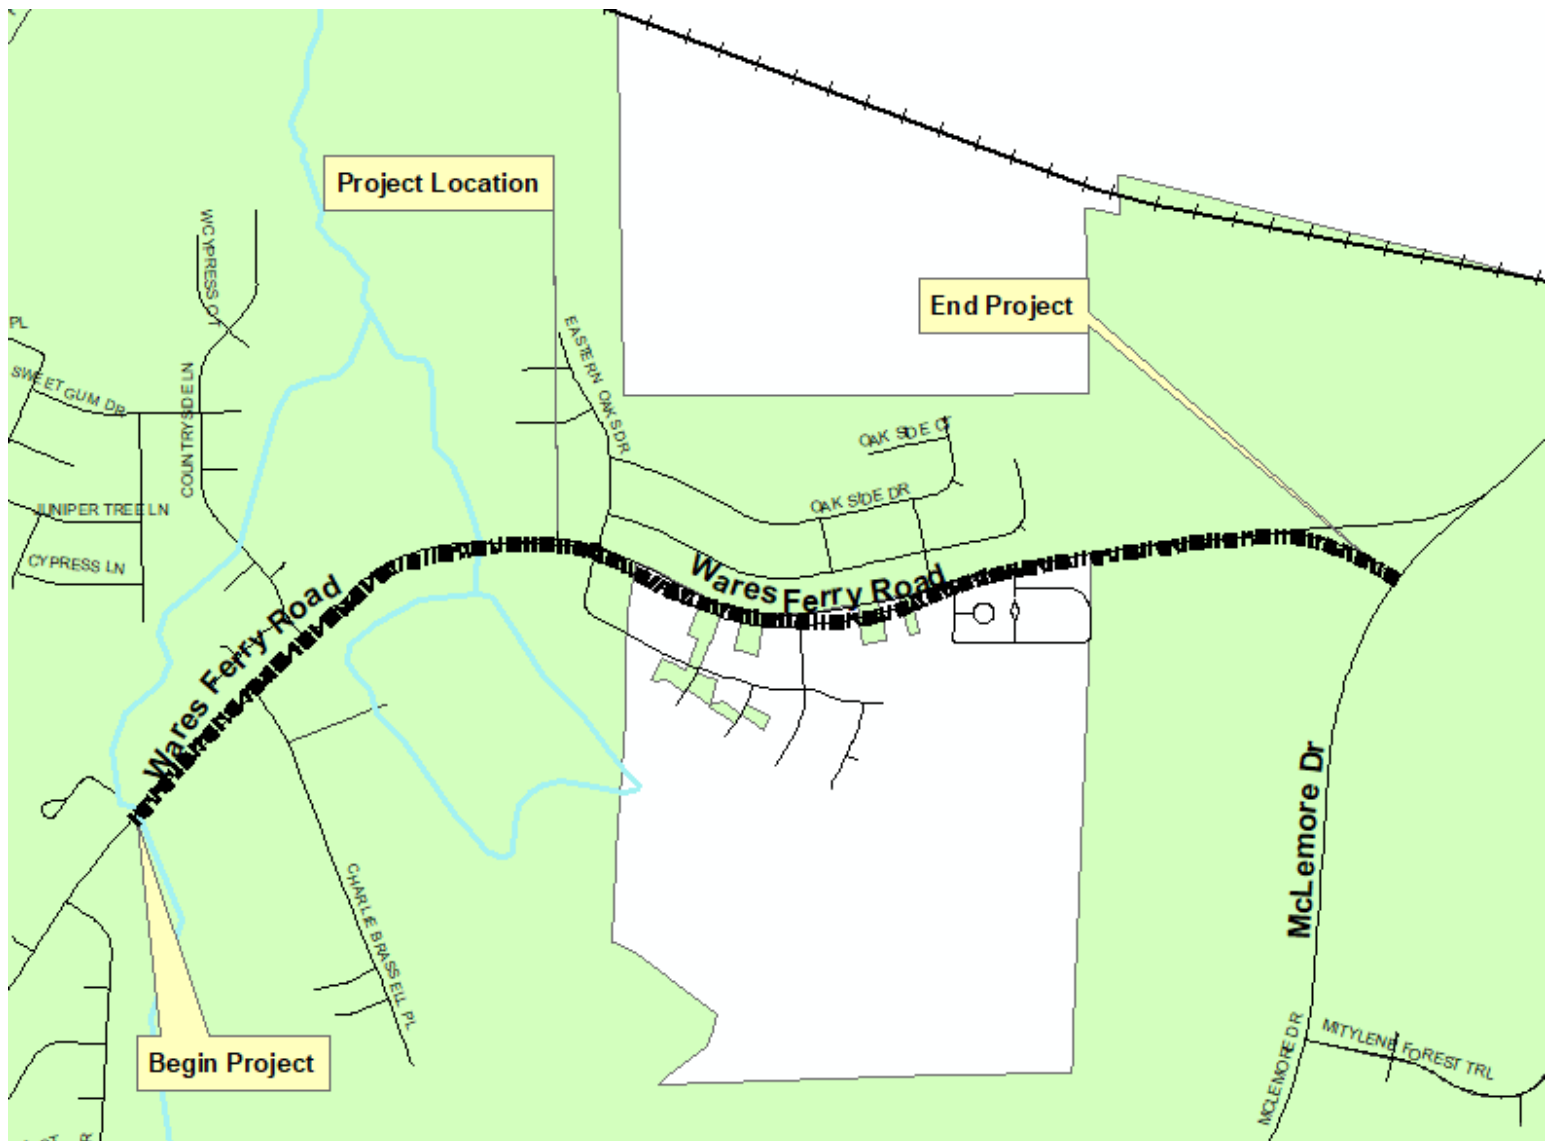 Project Location
W CYPRESS CT
End Project
PL
EASTERN OAKS DR
SWEET GUM DR
COUNTRYSIDE LN
OAK SIDE CT
OAK SIDE DR
JUNIPER TREE LN
CYPRESS LN
Wares Ferry Road
Wares Ferry Road
McLemore Dr
CHARLIE BRASSELL PL
Begin Project
MCLEMORE DR
MITYLENE FOREST TRL